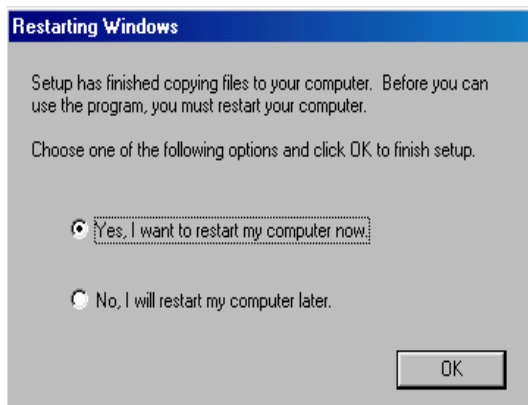 Restarting Windows
Setup has finished copying files to your computer.  Before you can
use the program, you must restart your computer.
Choose one of the following options and click OK to finish setup.
Yes, I want to restart my computer now.
No, I will restart my computer later.
OK